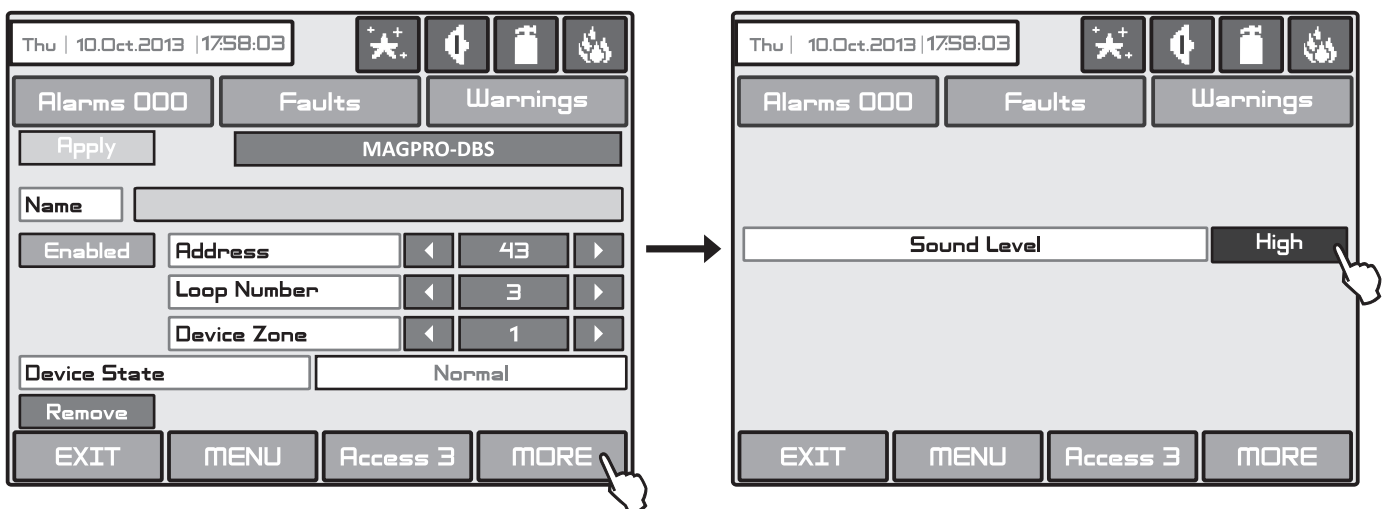 Thu | 10.Oct.2013 |17:58:03
Alarms 000 Faults Warnings
Apply MAGPRO-DBS
Name
Enabled Address 43
Loop Number 3
Device Zone 1
Device State Normal
Remove
EXIT MENU Access 3 MORE
Thu | 10.Oct.2013|17:58:03
Alarms 000 Faults Warnings
Sound Level High
EXIT MENU Access 3 MORE